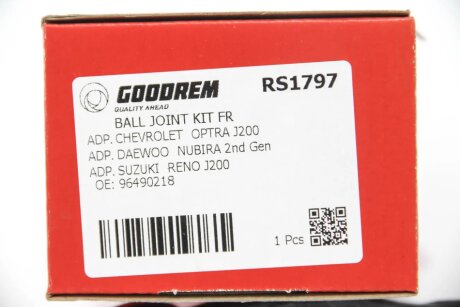 GOODREM
RS1797
QUALITY AHEAD
BALL JOINT KIT FR
ADP. CHEVROLET OPTRA J200
ADP. DAEWOO NUBIRA 2nd Gen
ADP. SUZUKI RENO J200
OE: 96490218
1 Pcs